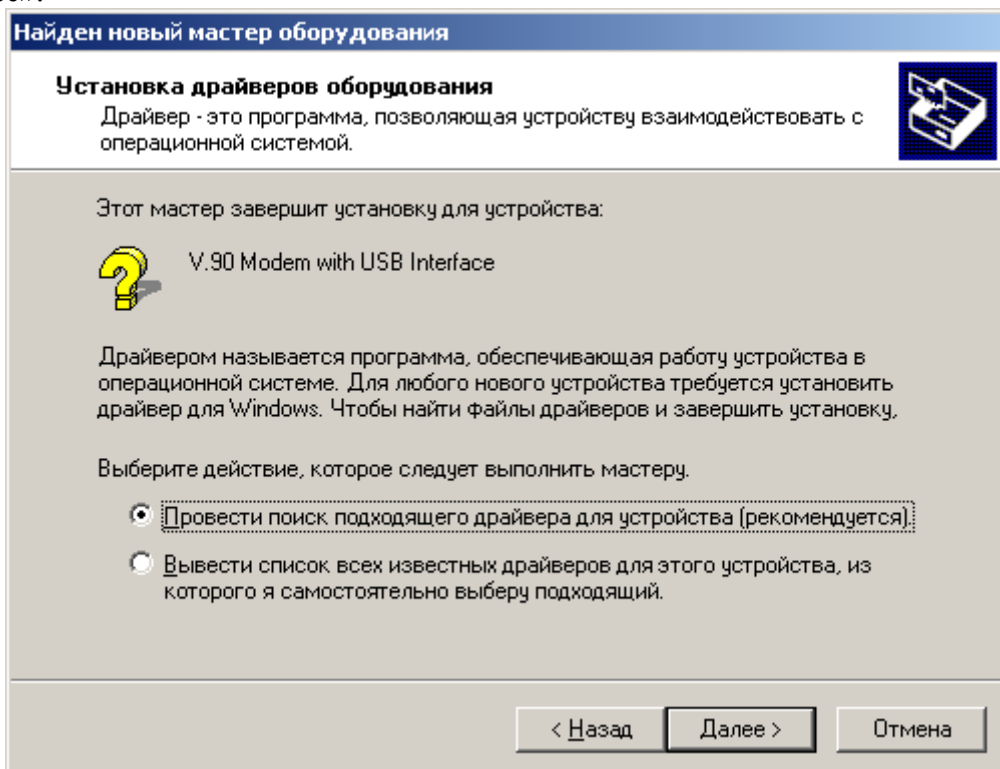 Найден новый мастер оборудования
Установка драйверов оборудования
Драйвер - это программа, позволяющая устройству взаимодействовать с
операционной системой.
Этот мастер завершит установку для устройства:
V.90 Modem with USB Interface
Драйвером называется программа, обеспечивающая работу устройства в
операционной системе. Для любого нового устройства требуется установить
драйвер для Windows. Чтобы найти файлы драйверов и завершить установку,
Выберите действие, которое следует выполнить мастеру.
Провести поиск подходящего драйвера для устройства (рекомендуется).
Вывести список всех известных драйверов для этого устройства, из
которого я самостоятельно выберу подходящий.
< Назад
Далее >
Отмена